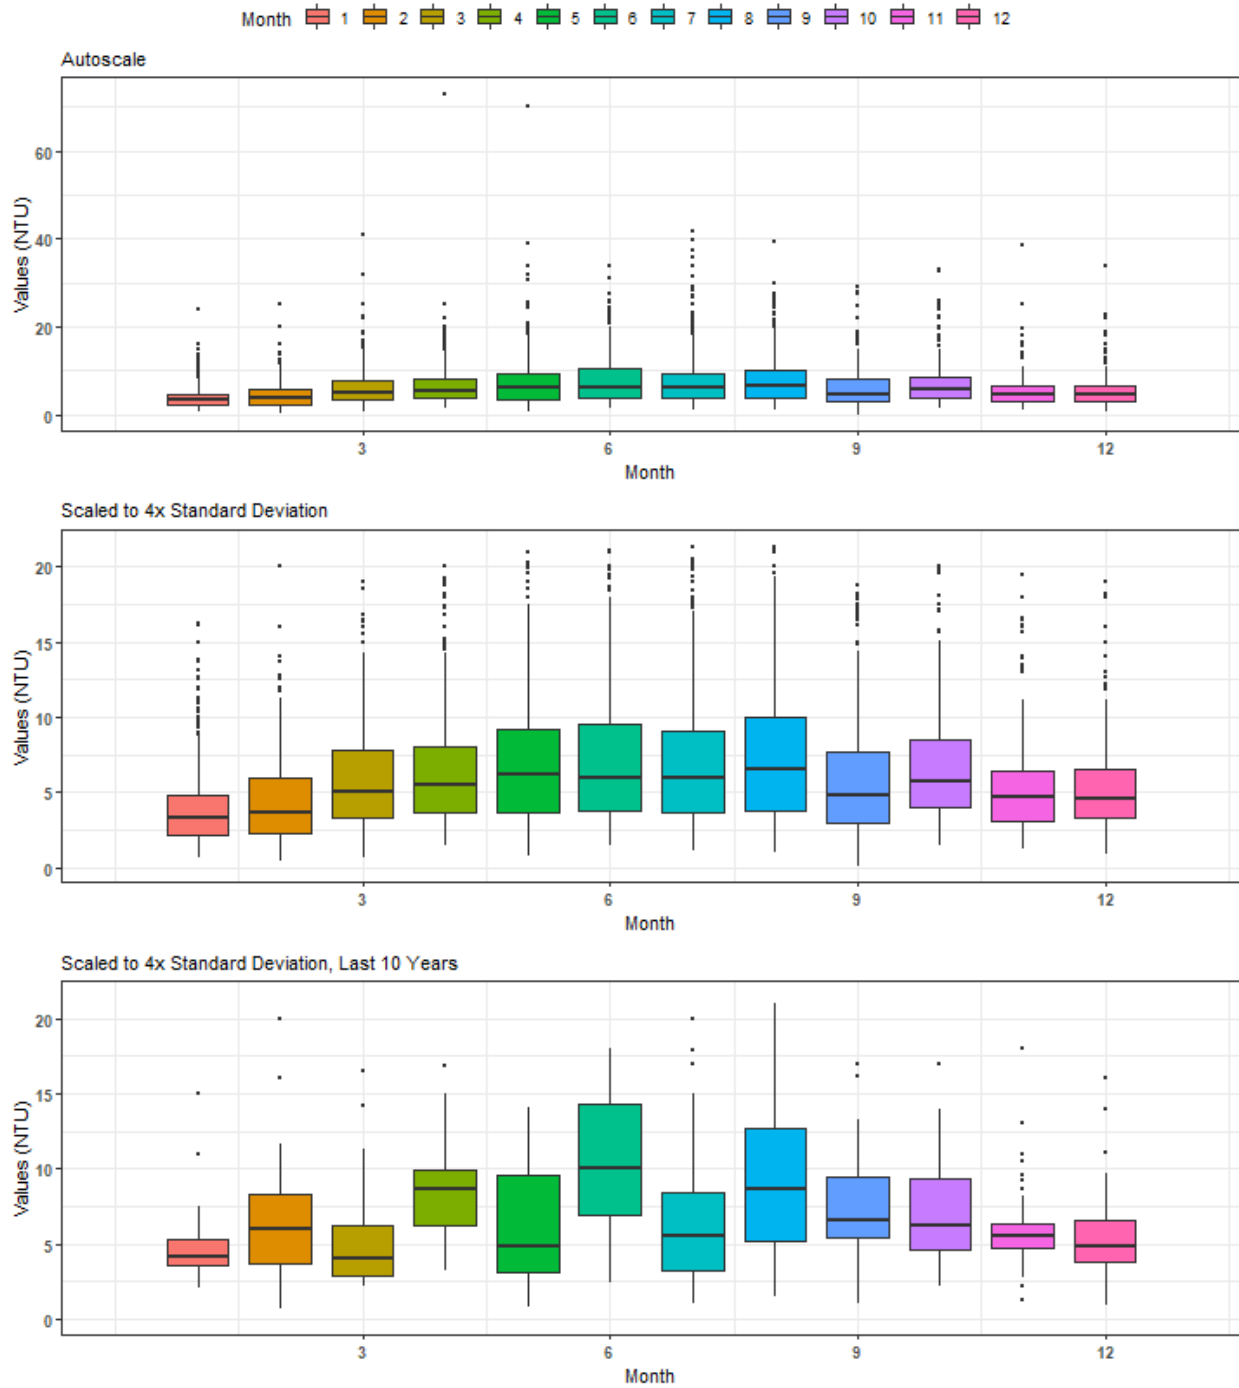 Month 1 2 3 4 5 6 7 8 9 10 11 12
Autoscale
Values (NTU)
60
40
20
0
3 6 9 12
Month
Scaled to 4x Standard Deviation
Values (NTU)
20
15
10
5
0
3 6 9 12
Month
Scaled to 4x Standard Deviation, Last 10 Years
Values (NTU)
20
15
10
5
0
3 6 9 12
Month